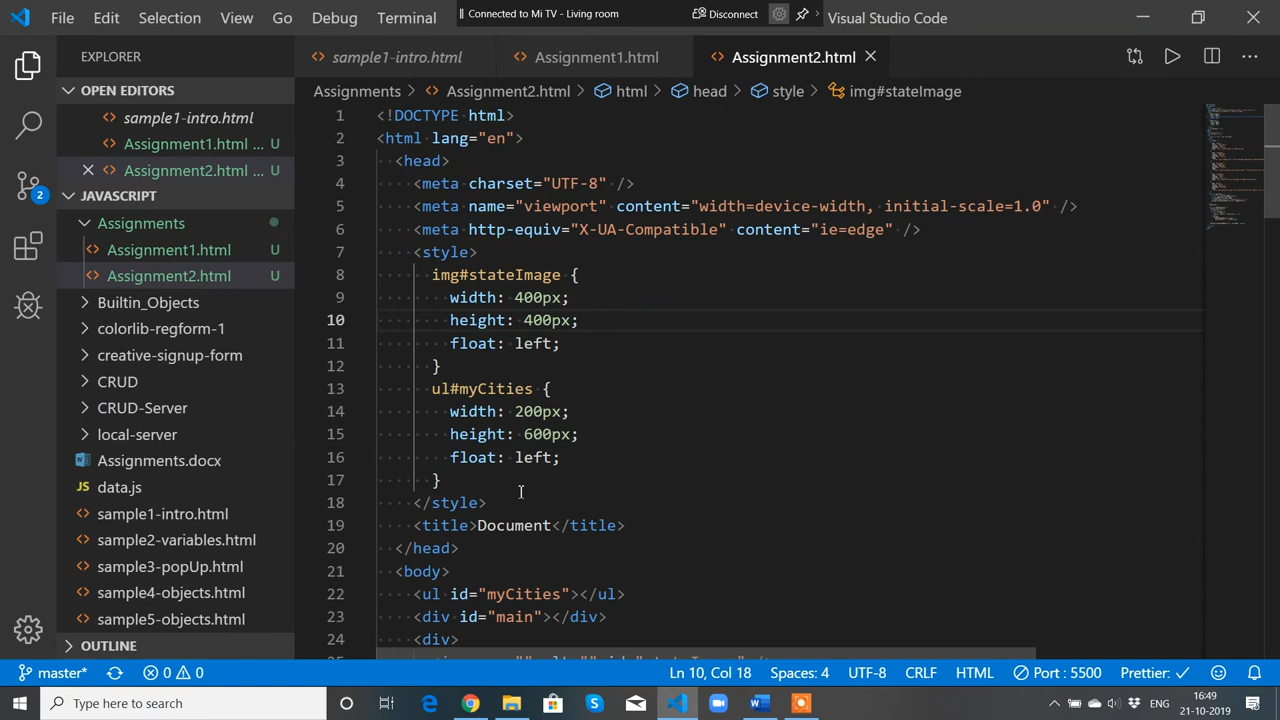 Assignments
Edit
Selection
View
Go
Debug
Terminal
Connected to Mi TV - Living room
Disconnect
Visual Studio Code
EXPLORER
OPEN EDITORS
sample1-intro.html
Assignment1.html ... U
Assignment2.html ... U
JAVASCRIPT
Assignments
Assignment1.html U
Assignment2.html U
Builtin_Objects
colorlib-regform-1
creative-signup-form
CRUD
CRUD-Server
local-server
Assignments.docx
JS data.js
sample1-intro.html
sample2-variables.html
sample3-popUp.html
sample4-objects.html
sample5-objects.html
OUTLINE
2
sample1-intro.html
Assignment1.html
Assignment2.html
Assignments > Assignment2.html > html > head > style > img#stateImage
1 <!DOCTYPE html>
2 <html lang="en">
3 <head>
4 <meta charset="UTF-8" />
5 <meta name="viewport" content="width=device-width, initial-scale=1.0" />
6 <meta http-equiv="X-UA-Compatible" content="ie=edge" />
7 <style>
8 img#stateImage {
9 width: 400px;
10 height: 400px;
11 float: left;
12 }
13 ul#myCities {
14 width: 200px;
15 height: 600px;
16 float: left;
17 }
18 </style>
19 <title>Document</title>
20 </head>
21 <body>
22 <ul id="myCities"></ul>
23 <div id="main"></div>
24 <div>
master*
0
0
Ln 10, Col 18
Spaces: 4
UTF-8
CRLF
HTML
Port : 5500
Prettier: ✓
Type here to search
ENG
16:49
21-10-2019